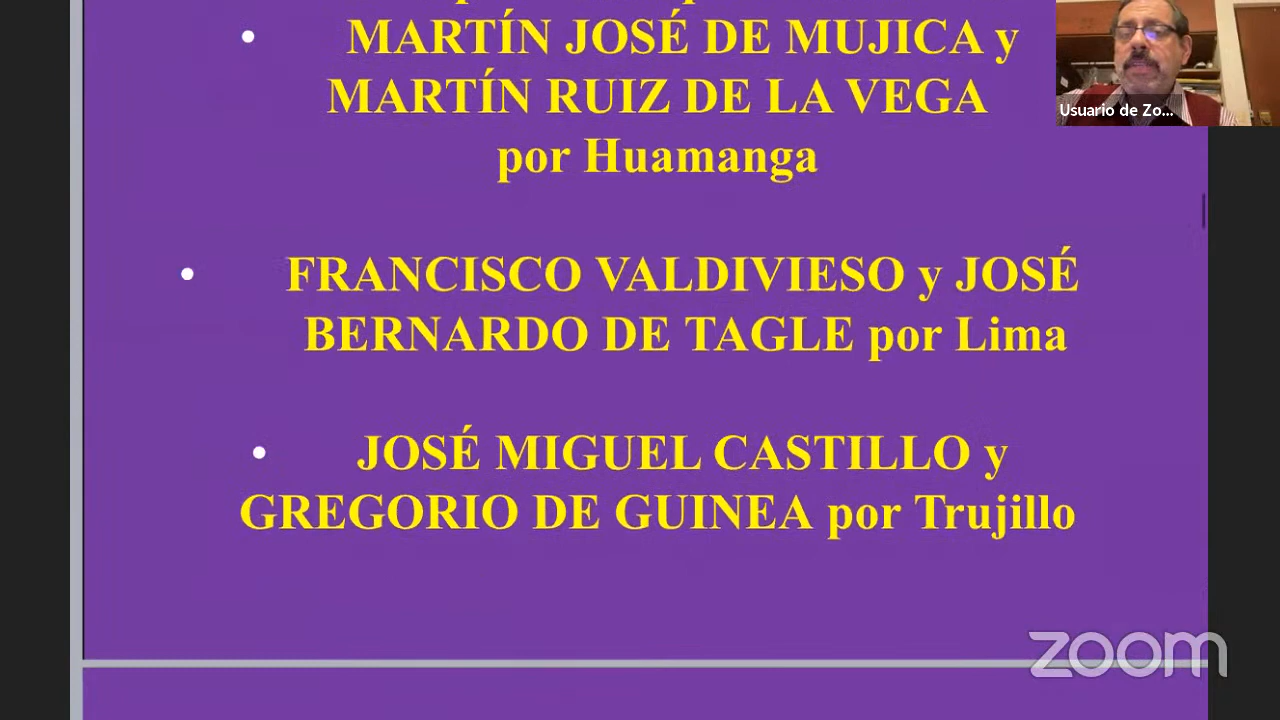 • MARTÍN JOSÉ DE MUJICA y
MARTÍN RUIZ DE LA VEGA
por Huamanga
• FRANCISCO VALDIVIESO y JOSÉ
BERNARDO DE TAGLE por Lima
• JOSÉ MIGUEL CASTILLO y
GREGORIO DE GUINEA por Trujillo
Usuario de Zo...
zoom